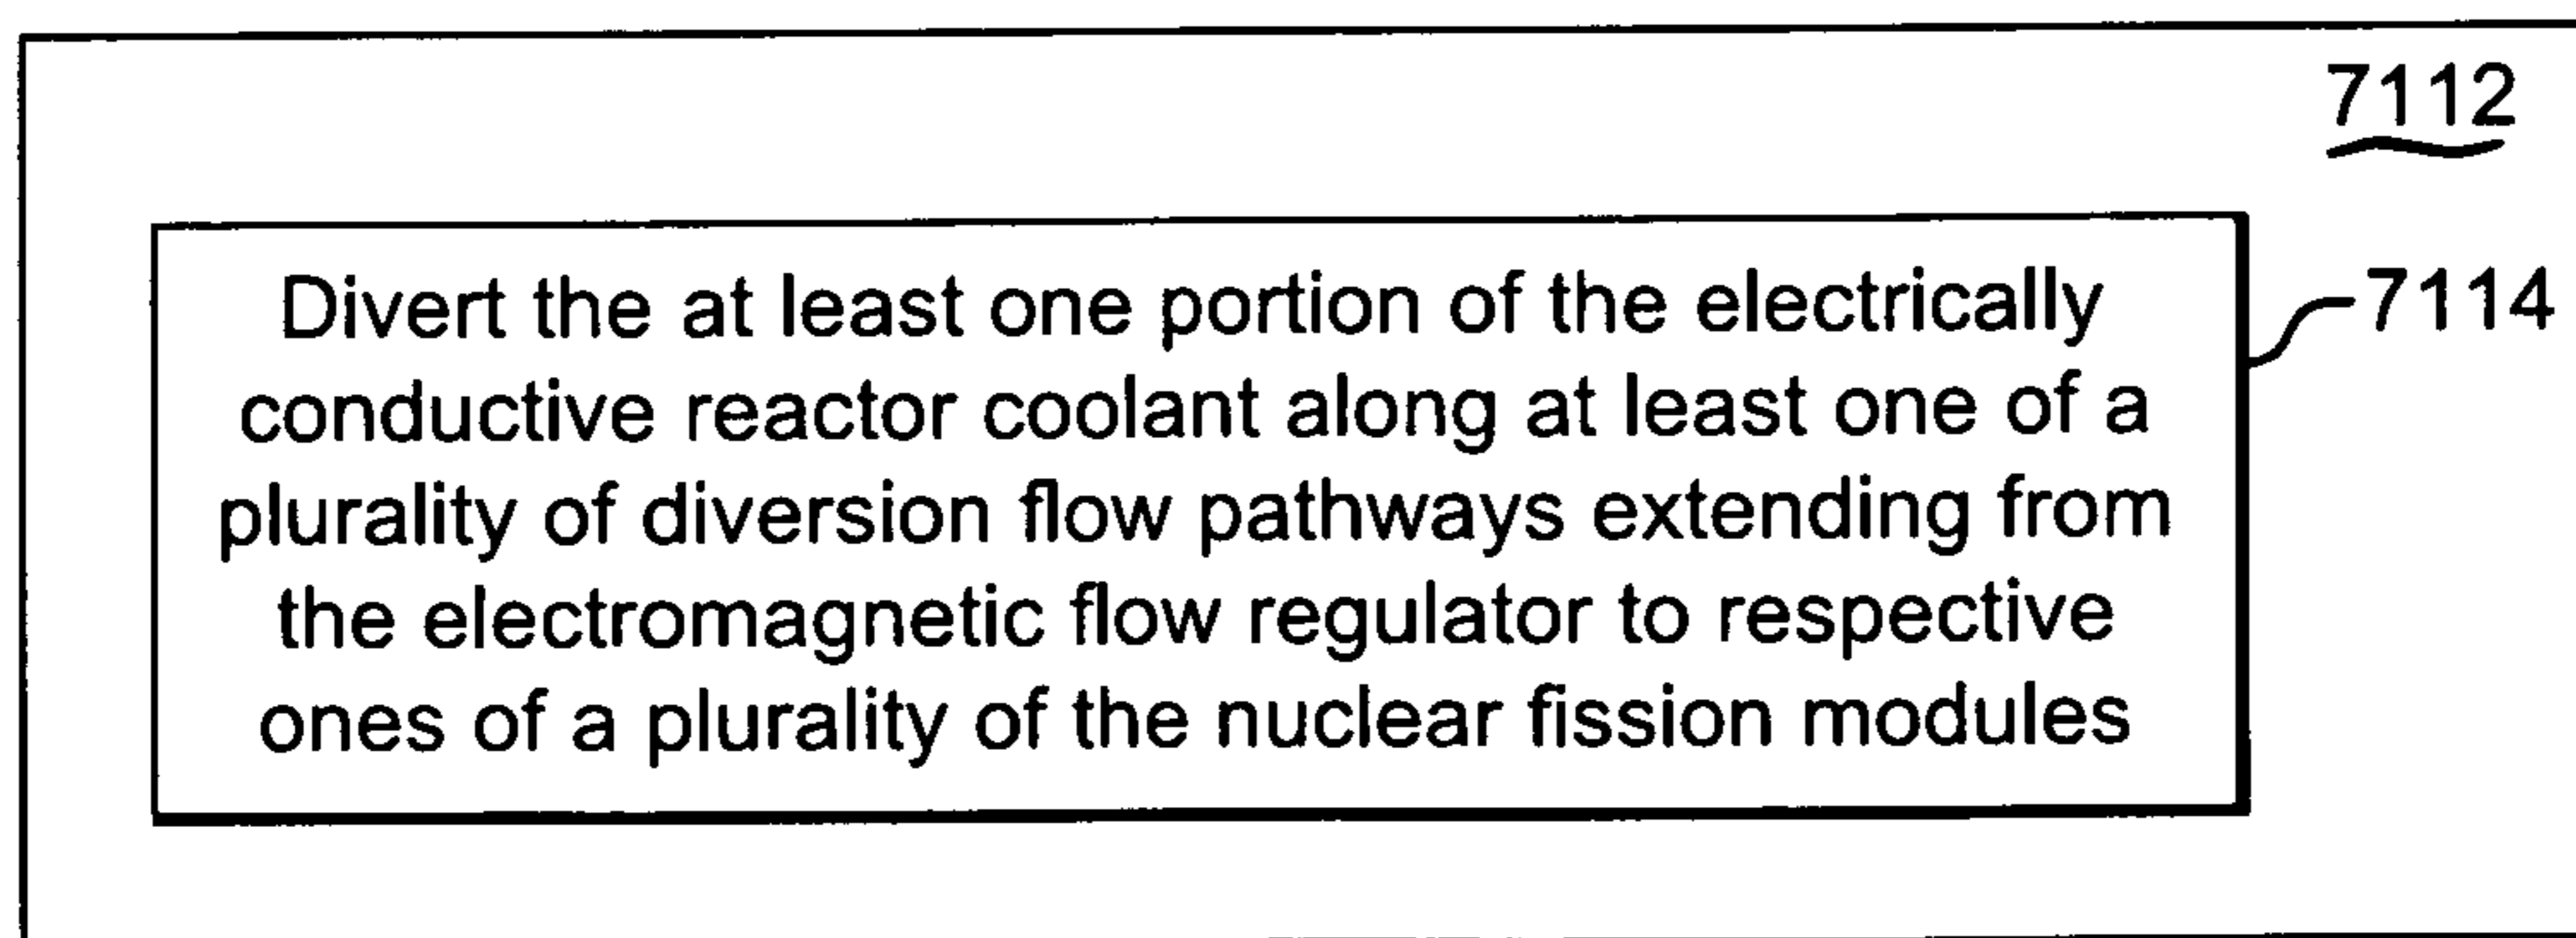 7112
Divert the at least one portion of the electrically
7114
conductive reactor coolant along at least one of a
plurality of diversion flow pathways extending from
the electromagnetic flow regulator to respective
ones of a plurality of the nuclear fission modules